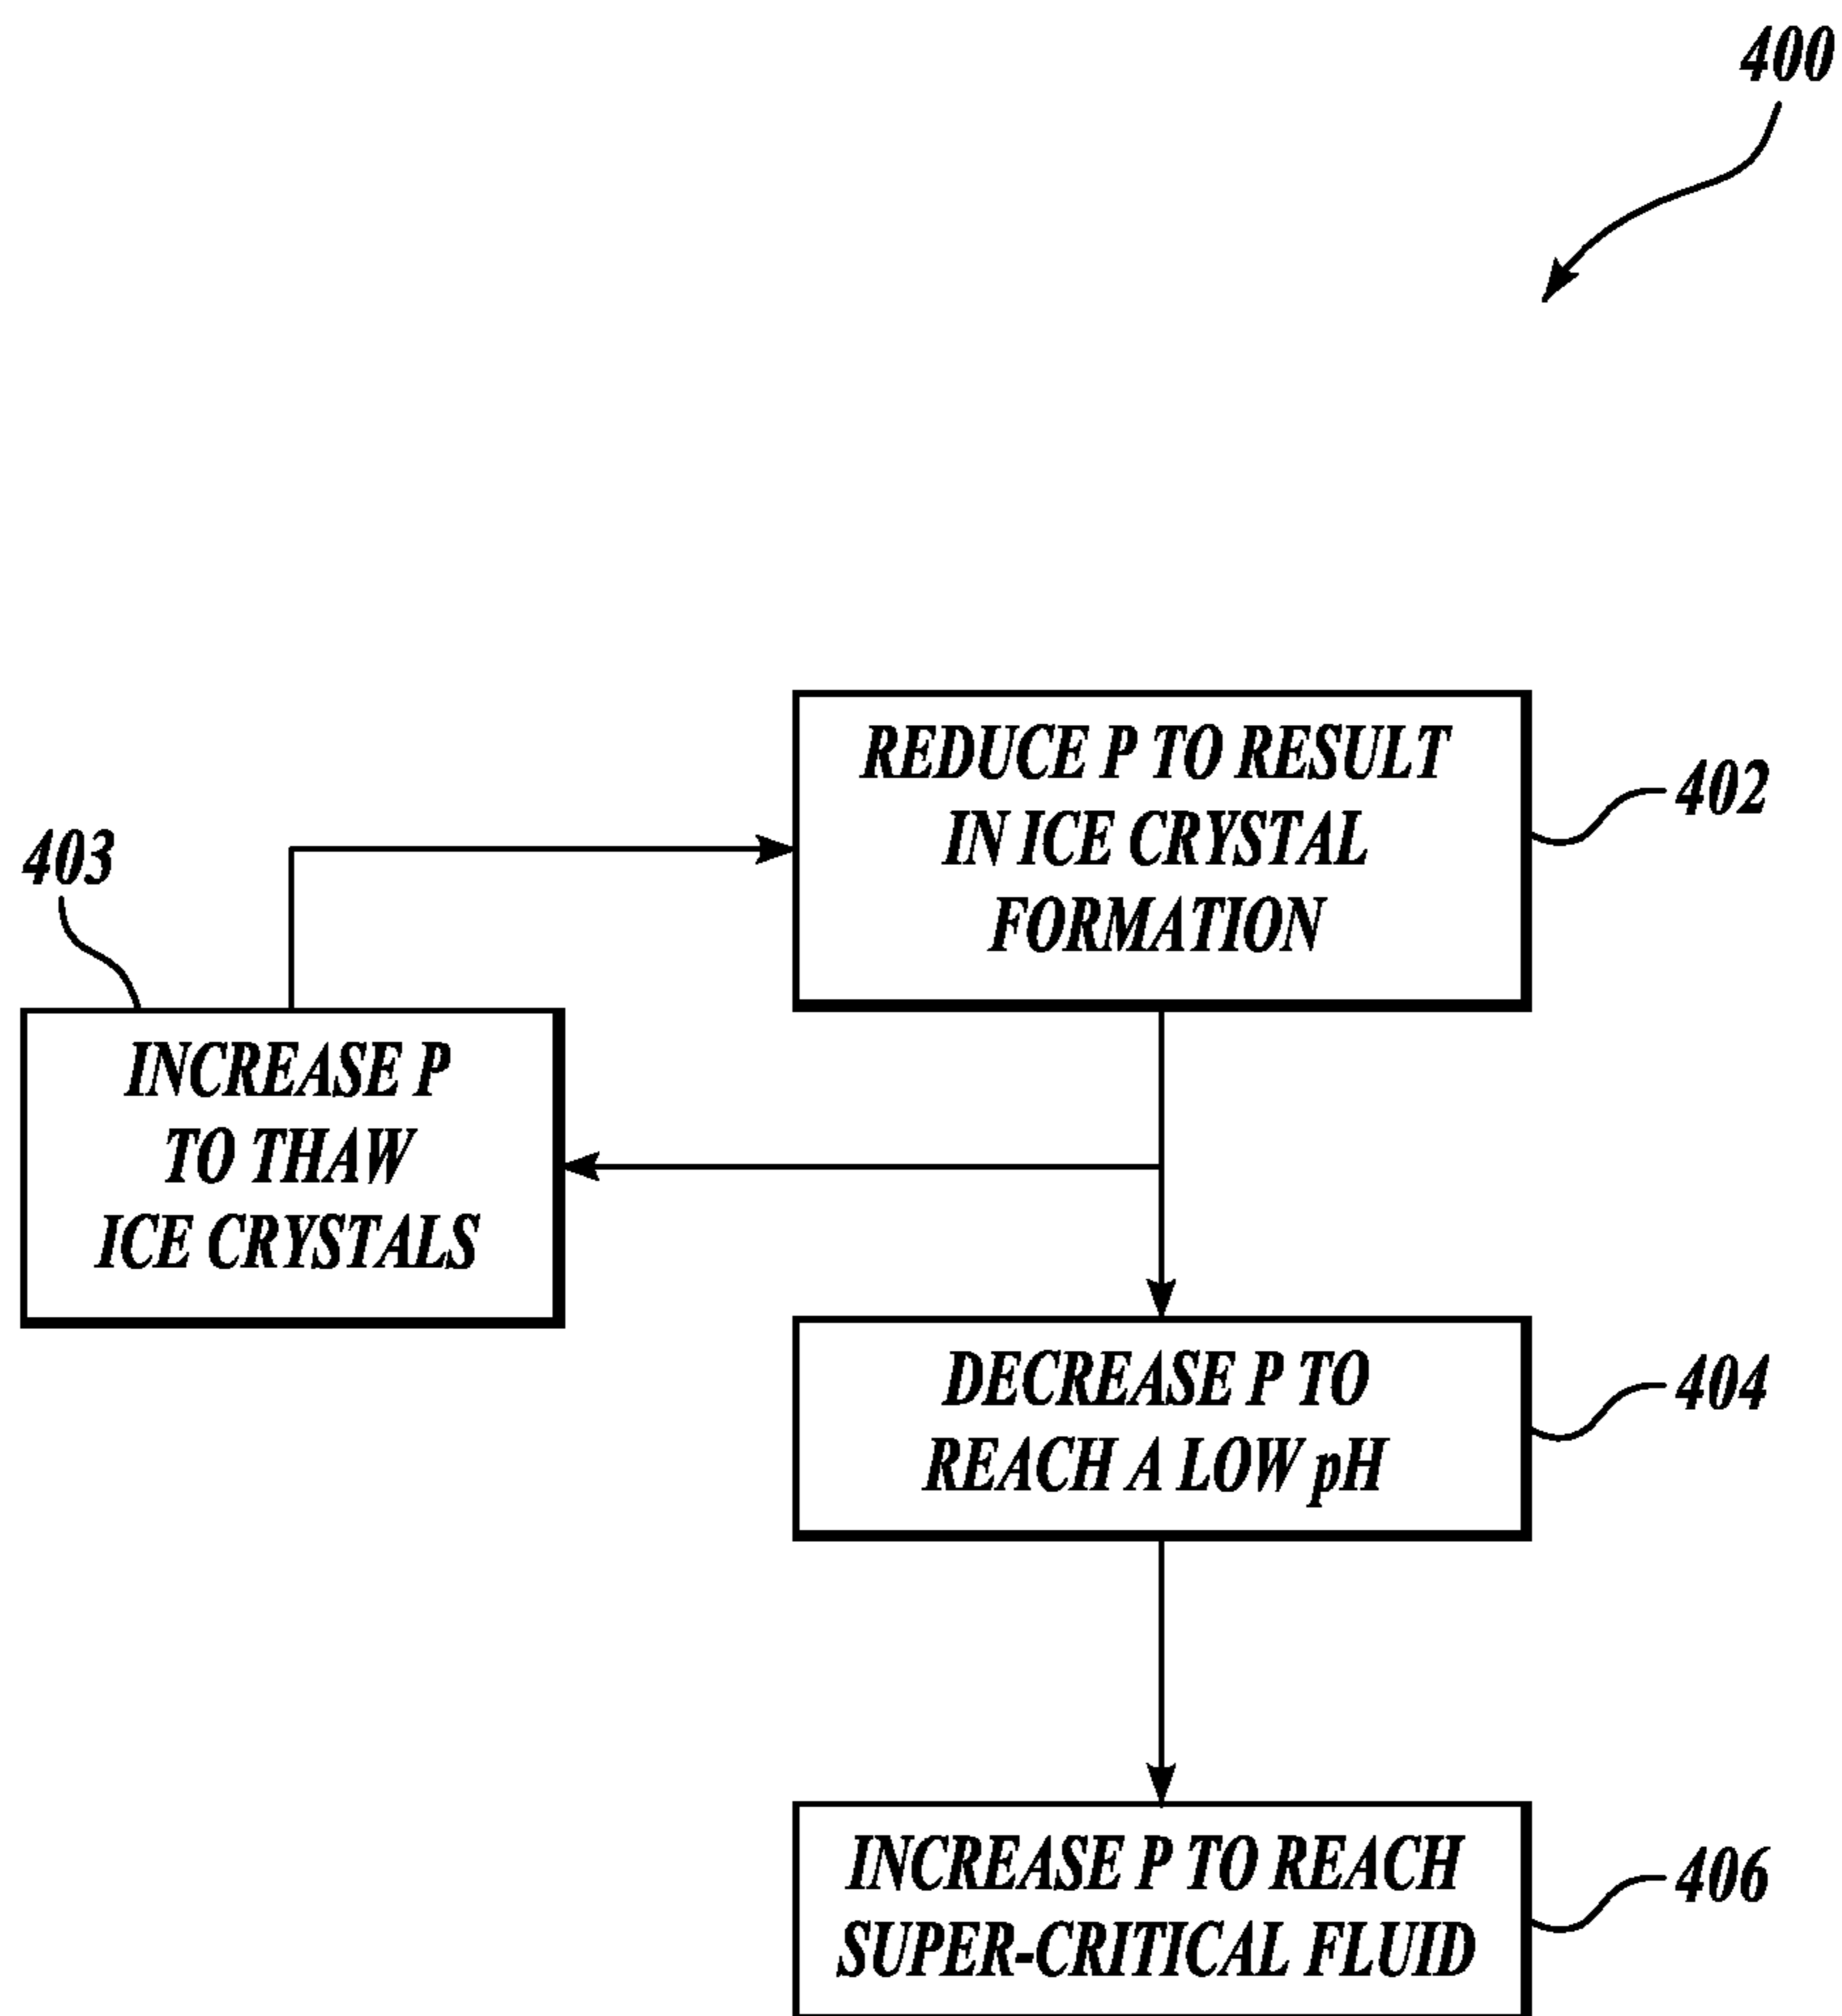 400
REDUCE P TO RESULT
IN ICE CRYSTAL
FORMATION
402
403
INCREASE P
TO THAW
ICE CRYSTALS
DECREASE P TO
REACH A LOW pH
404
INCREASE P TO REACH
SUPER-CRITICAL FLUID
406